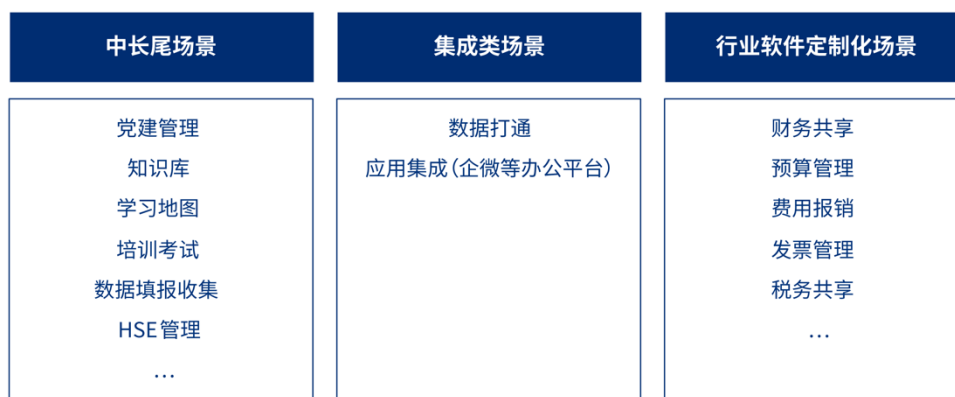 中长尾场景
党建管理
知识库
学习地图
培训考试
数据填报收集
HSE管理
…
集成类场景
数据打通
应用集成(企微等办公平台)
行业软件定制化场景
财务共享
预算管理
费用报销
发票管理
税务共享
…